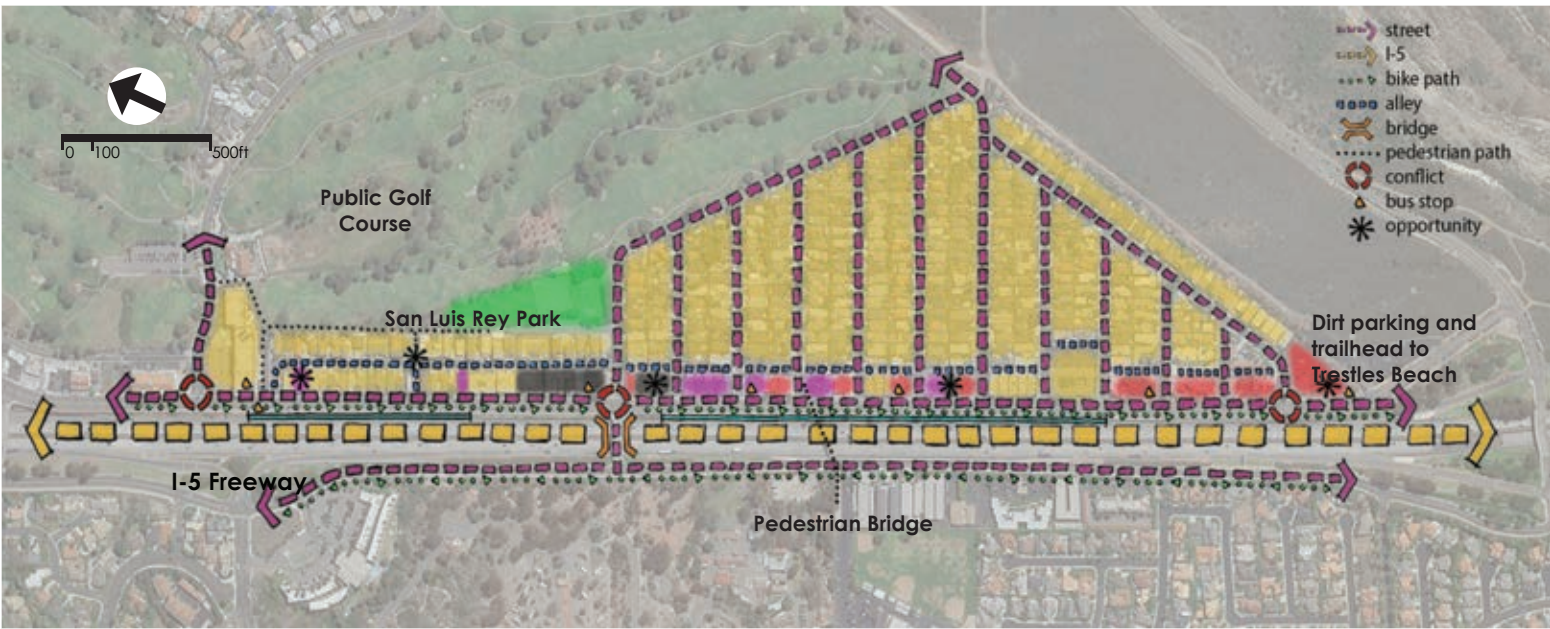 street
I-5
bike path
alley
bridge
pedestrian path
conflict
bus stop
opportunity
0 100 500ft
Public Golf
Course
San Luis Rey Park
Dirt parking and
trailhead to
Trestles Beach
I-5 Freeway
Pedestrian Bridge